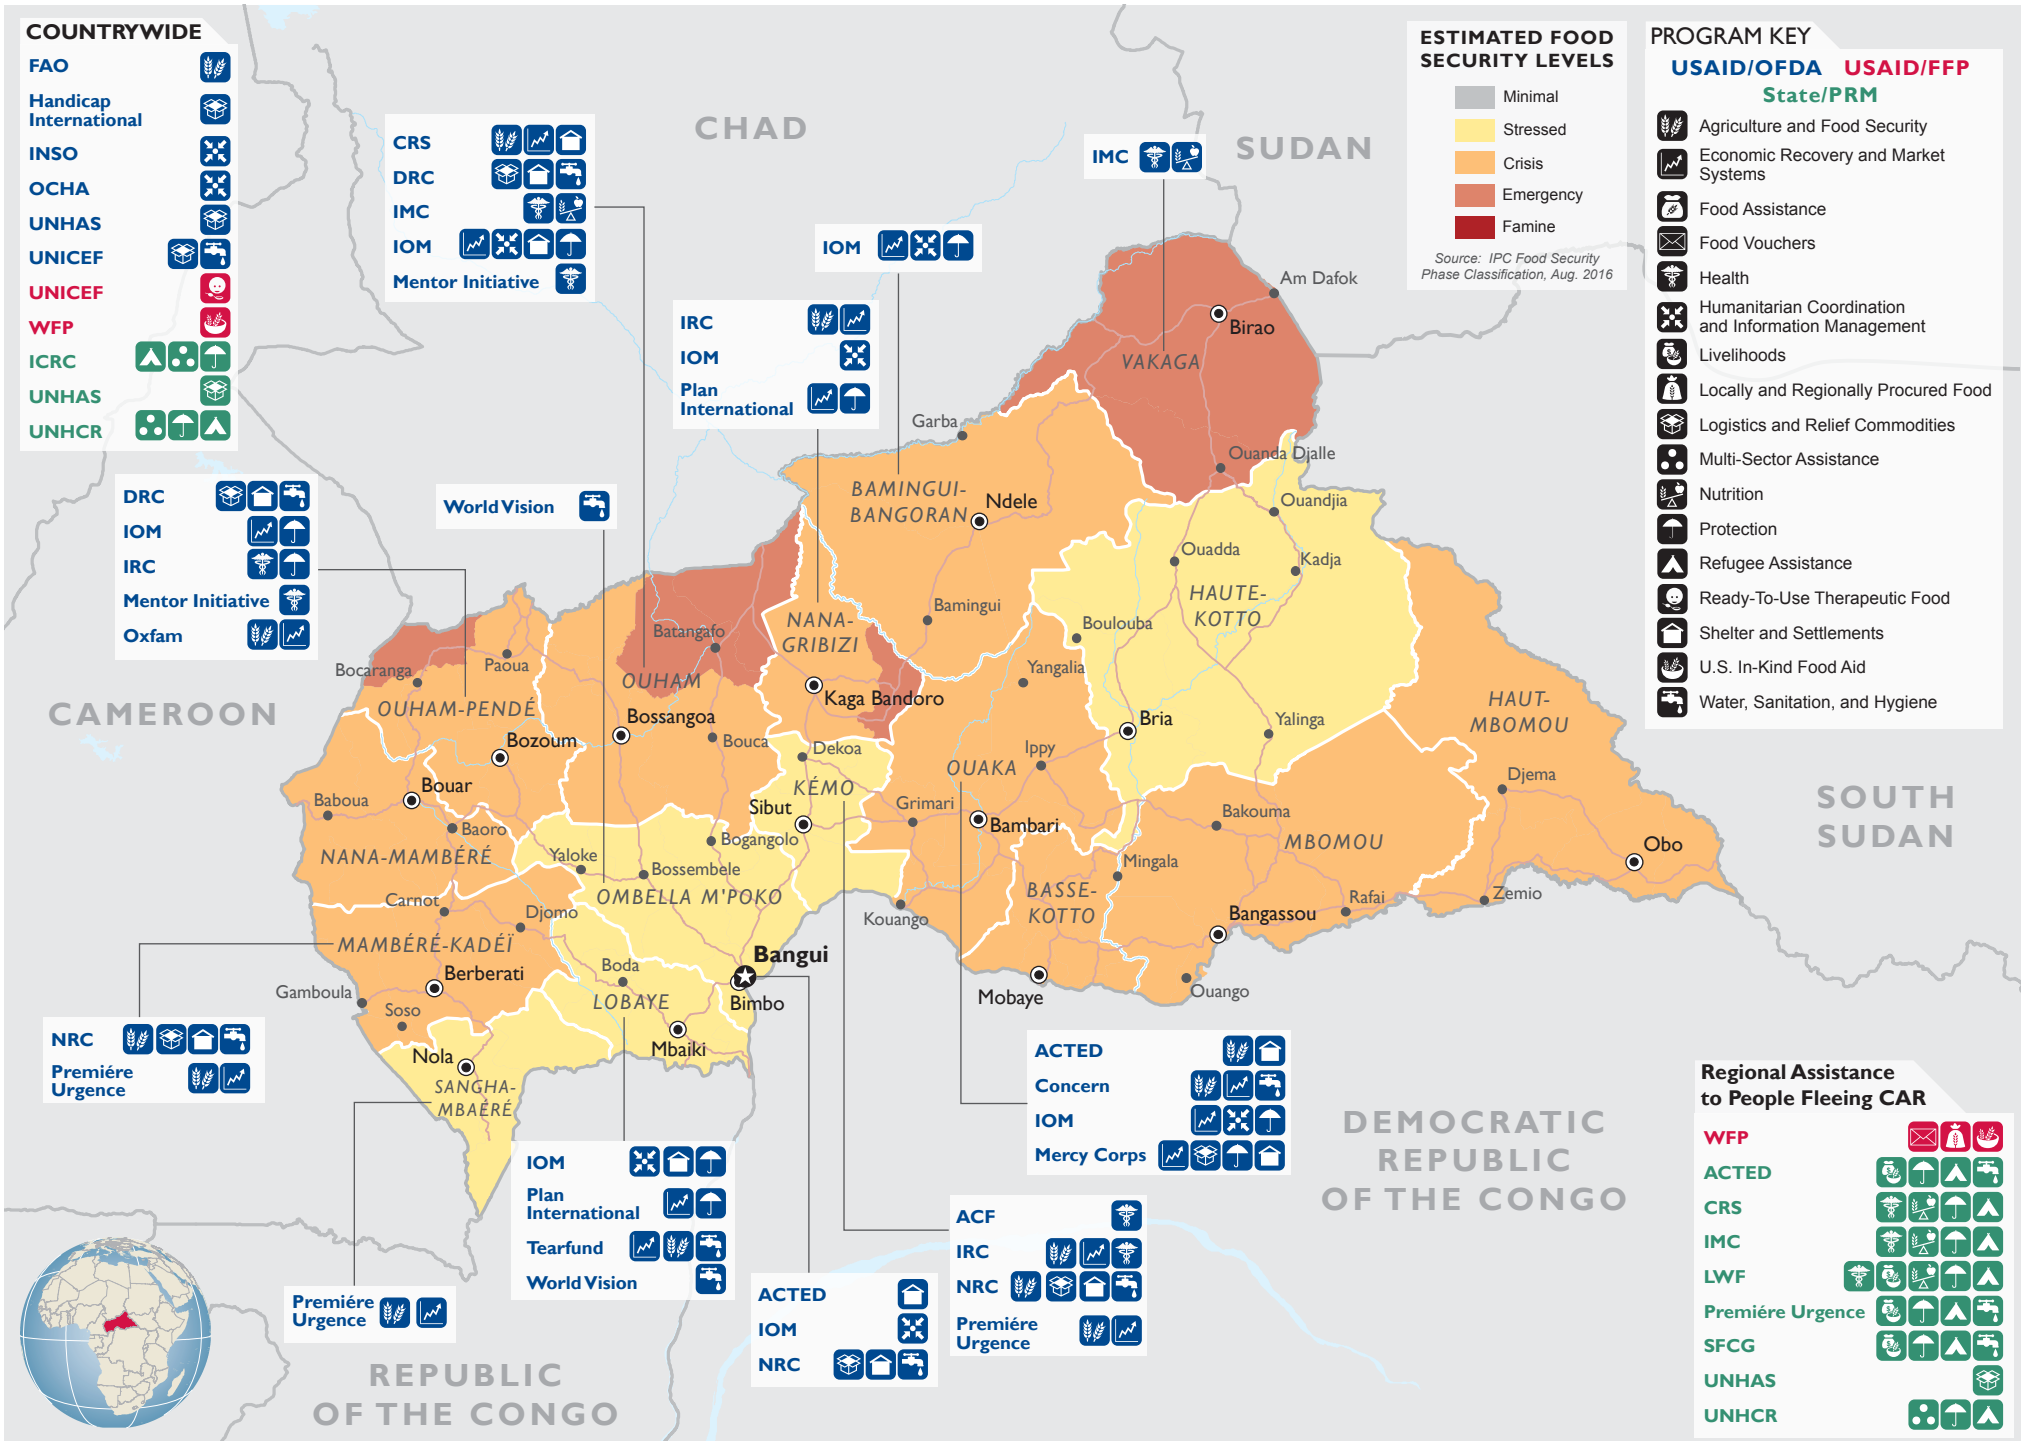 COUNTRYWIDE
FAO
Handicap
International
INSO
OCHA
UNHAS
UNICEF
UNICEF
WFP
ICRC
UNHAS
UNHCR
CRS
DRC
IMC
IOM
Mentor Initiative
IRC
IOM
Plan
International
IOM
IMC
ESTIMATED FOOD
SECURITY LEVELS
Minimal
Stressed
Crisis
Emergency
Famine
Source: IPC Food Security
Phase Classification, Aug. 2016
PROGRAM KEY
USAID/OFDA USAID/FFP
State/PRM
Agriculture and Food Security
Economic Recovery and Market
Systems
Food Assistance
Food Vouchers
Health
Humanitarian Coordination
and Information Management
Livelihoods
Locally and Regionally Procured Food
Logistics and Relief Commodities
Multi-Sector Assistance
Nutrition
Protection
Refugee Assistance
Ready-To-Use Therapeutic Food
Shelter and Settlements
U.S. In-Kind Food Aid
Water, Sanitation, and Hygiene
DRC
IOM
IRC
Mentor Initiative
Oxfam
World Vision
CHAD
SUDAN
CAMEROON
SOUTH
SUDAN
DEMOCRATIC
REPUBLIC
OF THE CONGO
REPUBLIC
OF THE CONGO
Am Dafok
Birao
VAKAGA
Garba
Ouanda Djalle
BAMINGUI-
BANGORAN
Ndele
Ouandjia
Ouadda
Kadja
HAUTE-
KOTTO
Bamingui
Boulouba
NANA-
GRIBIZI
Batangafo
Bocaranga
Paoua
Yangalia
OUHAM
Kaga Bandoro
OUHAM-PENDÉ
Bossangoa
Bria
Yalinga
HAUT-
MBOMOU
Bozoum
Bouca
Dekoa
Ippy
OUAKA
KÉMO
Djema
Bouar
Baboua
Sibut
Grimari
Bambari
Bakouma
MBOMOU
Obo
Baoro
Bogangolo
NANA-MAMBÉRÉ
Yaloke
Bossembele
Mingala
OMBELLA M'POKO
BASSE-
KOTTO
Rafai
Zemio
Carnot
Djomo
Kouango
Bangassou
MAMBÉRÉ-KADÉÏ
Bangui
Berberati
Boda
Gamboula
LOBAYE
Bimbo
Mobaye
Ouango
Soso
Mbaiki
Nola
SANGHA-
MBAÉRÉ
NRC
Premiére
Urgence
Premiére
Urgence
IOM
Plan
International
Tearfund
World Vision
ACTED
IOM
NRC
ACF
IRC
NRC
Premiére
Urgence
ACTED
Concern
IOM
Mercy Corps
Regional Assistance
to People Fleeing CAR
WFP
ACTED
CRS
IMC
LWF
Premiére Urgence
SFCG
UNHAS
UNHCR